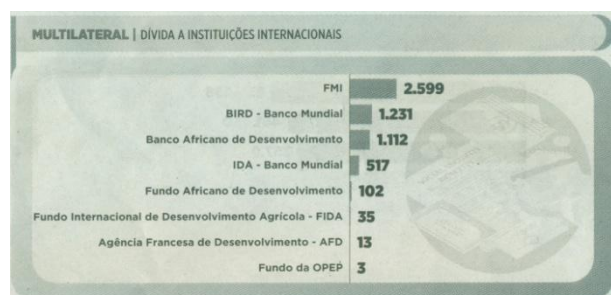 MULTILATERAL | DÍVIDA A INSTITUIÇÕES INTERNACIONAIS
FMI 2.599
BIRD - Banco Mundial 1.231
Banco Africano de Desenvolvimento 1.112
IDA - Banco Mundial 517
Fundo Africano de Desenvolvimento 102
Fundo Internacional de Desenvolvimento Agrícola - FIDA 35
Agência Francesa de Desenvolvimento - AFD 13
Fundo da OPEP 3